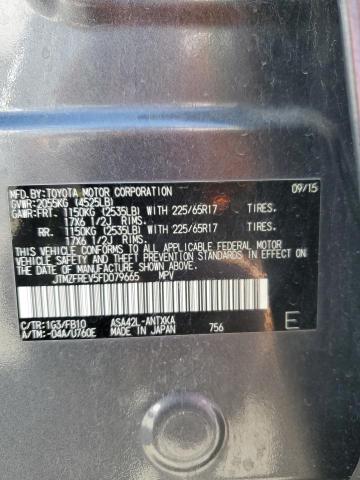 MFD.BY:TOYOTA MOTOR CORPORATION 09/15
GVWR:2055KG (4525LB)
GAWR:FRT. 1150KG (2535LB) WITH 225/65R17 TIRES.
17X6 1/2J RIMS.
RR. 1150KG (2535LB) WITH 225/65R17 TIRES.
17X6 1/2J RIMS.
THIS VEHICLE CONFORMS TO ALL APPLICABLE FEDERAL
MOTOR VEHICLE SAFETY, BUMPER, AND THEFT
PREVENTION STANDARDS IN EFFECT ON THE DATE OF
MANUFACTURE SHOWN ABOVE.
JTMZFREV5FD079665 MPV
C/TR:1G3/FB10 ASA42L-ANTXKA
A/TM:-04A/U760E MADE IN JAPAN 756 E